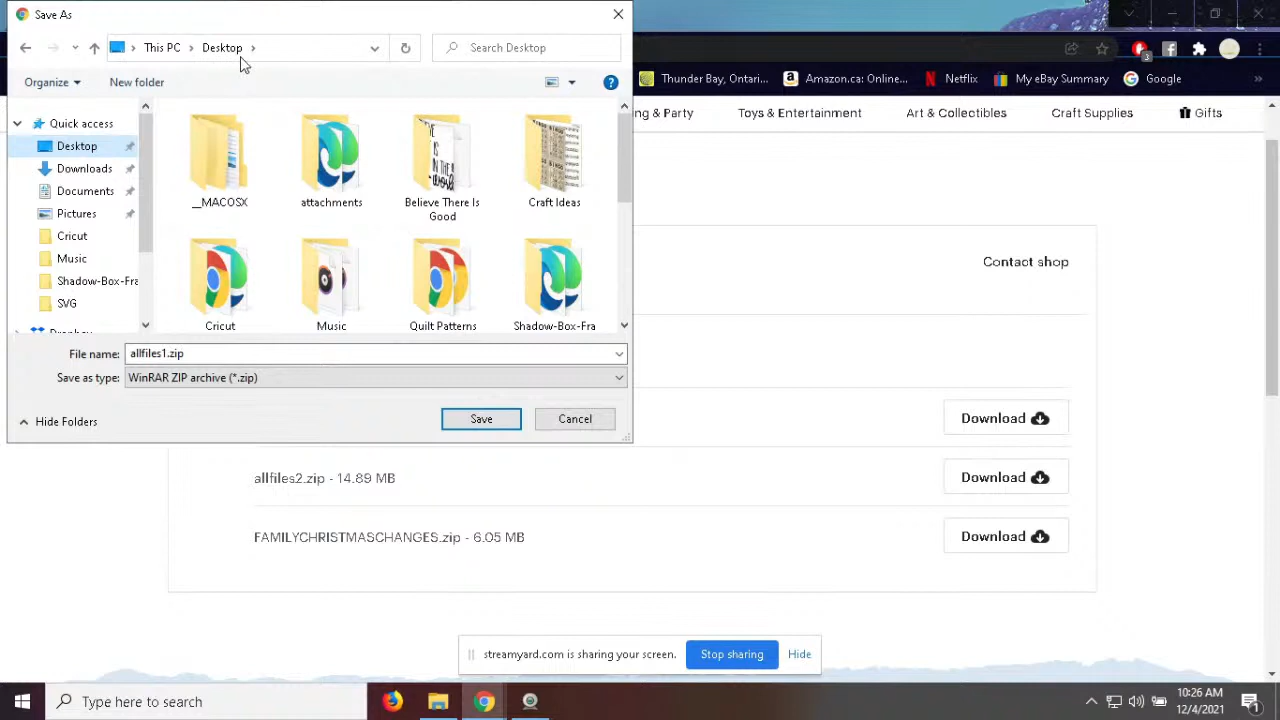 Save As
This PC
Desktop
Search Desktop
3
Organize
New folder
Thunder Bay, Ontari...
Amazon.ca: Online...
Netflix
My eBay Summary
Google
ng & Party
Toys & Entertainment
Art & Collectibles
Craft Supplies
Gifts
Quick access
Desktop
Downloads
Documents
Pictures
Cricut
Music
Shadow-Box-Fra
SVG
__MACOSX
attachments
Believe There Is
Good
Craft Ideas
Cricut
Music
Quilt Patterns
Shadow-Box-Fra
Contact shop
File name:
allfiles1.zip
Save as type:
WinRAR ZIP archive (*.zip)
Hide Folders
Save
Cancel
Download
allfiles2.zip - 14.89 MB
Download
FAMILYCHRISTMASCHANGES.zip - 6.05 MB
Download
streamyard.com is sharing your screen.
Stop sharing
Hide
Type here to search
10:26 AM
12/4/2021
1